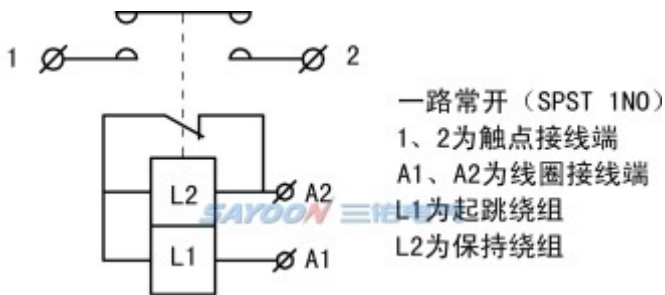 1
2
一路常开（SPST 1NO）
1、2为触点接线端
A1、A2为线圈接线端
L1为起跳绕组
L2为保持绕组
L2
A2
SAYOON 三
L1
A1